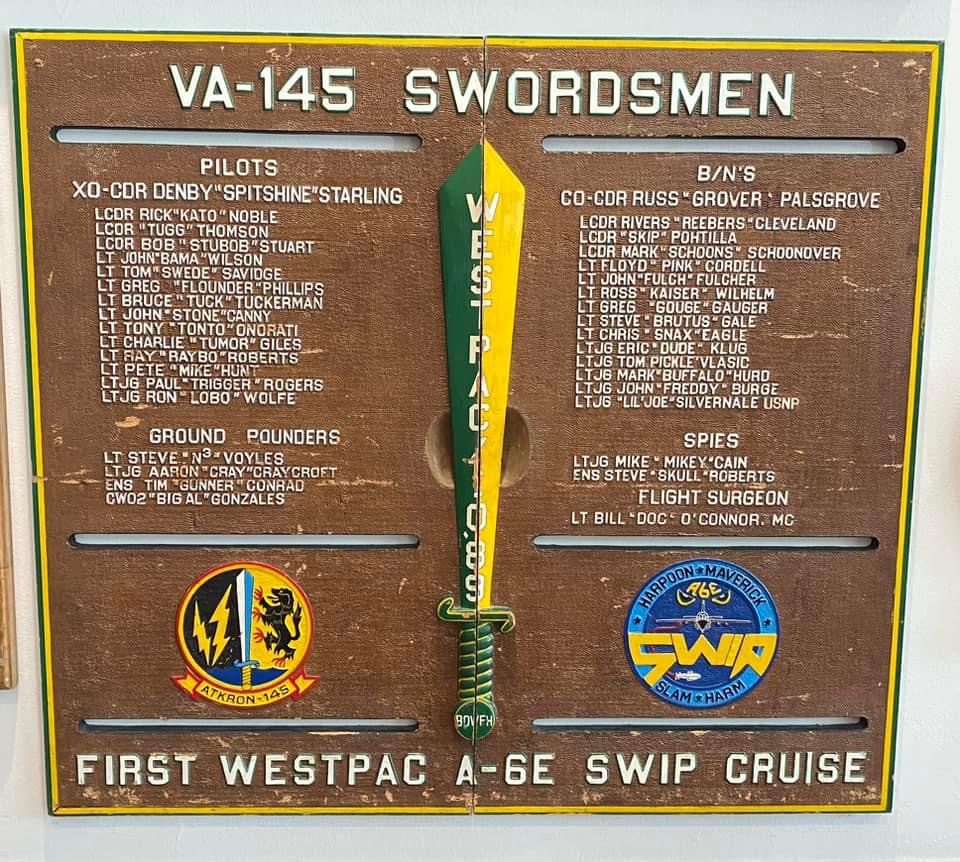 VA-145 SWORDSMEN
PILOTS
XO-CDR DENBY "SPITSHINE" STARLING
LCDR RICK "KATO" NOBLE
LCDR "TUGG" THOMSON
LCDR BOB "STUBOB" STUART
LT JOHN "BAMA" WILSON
LT TOM "SWEDE" SAVIDGE
LT GREG "FLOUNDER" PHILLIPS
LT BRUCE "TUCK" TUCKERMAN
LT JOHN "STONE" CANNY
LT TONY "TONTO" ONORATI
LT CHARLIE "TUMOR" GILES
LT RAY "RAYBO" ROBERTS
LT PETE "MIKE" HUNT
LTJG PAUL "TRIGGER" ROGERS
LTJG RON "LOBO" WOLFE
GROUND POUNDERS
LT STEVE "N³" VOYLES
LTJG AARON "CRAY" CRAYCROFT
ENS TIM "GUNNER" CONRAD
CWO2 "BIG AL" GONZALES
WEST PAC
'89
B/N'S
CO-CDR RUSS "GROVER" PALSGROVE
LCDR RIVERS "REEBERS" CLEVELAND
LCDR "SKIP" POHTILLA
LCDR MARK "SCHOONS" SCHOONOVER
LT FLOYD "PINK" CORDELL
LT JOHN "FULCH" FULCHER
LT ROSS "KAISER" WILHELM
LT GREG "GOUGE" GAUGER
LT STEVE "BRUTUS" GALE
LT CHRIS "SNAX" EAGLE
LTJG ERIC "DUDE" KLUG
LTJG TOM PICKLE" VLASIC
LTJG MARK "BUFFALO" HURD
LTJG JOHN "FREDDY" BURGE
LTJG "LIL'JOE" SILVERNALE USNP
SPIES
LTJG MIKE "MIKEY" CAIN
ENS STEVE "SKULL" ROBERTS
FLIGHT SURGEON
LT BILL "DOC" O'CONNOR. MC
ATKRON-145
HARPOON ★ MAVERICK
A6E
SWIP
SLAM ★ HARM
FIRST WESTPAC A-6E SWIP CRUISE